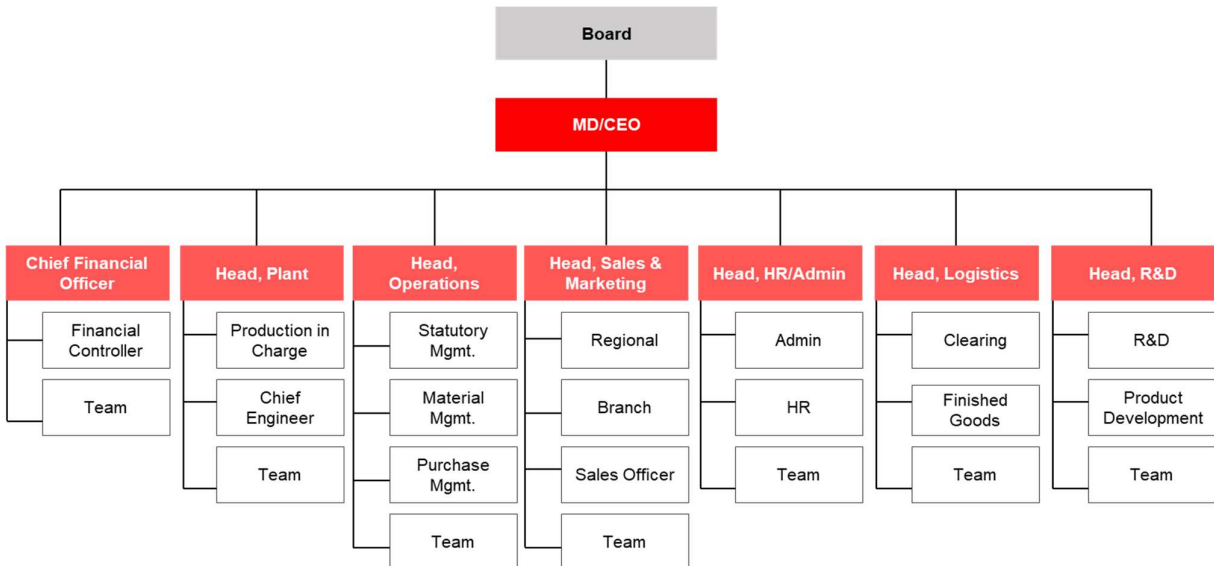 Board
MD/CEO
Chief Financial
Officer
Head, Plant
Head,
Operations
Head, Sales &
Marketing
Head, HR/Admin
Head, Logistics
Head, R&D
Financial
Controller
Team
Production in
Charge
Chief
Engineer
Team
Statutory
Mgmt.
Material
Mgmt.
Purchase
Mgmt.
Team
Regional
Branch
Sales Officer
Team
Admin
HR
Team
Clearing
Finished
Goods
Team
R&D
Product
Development
Team